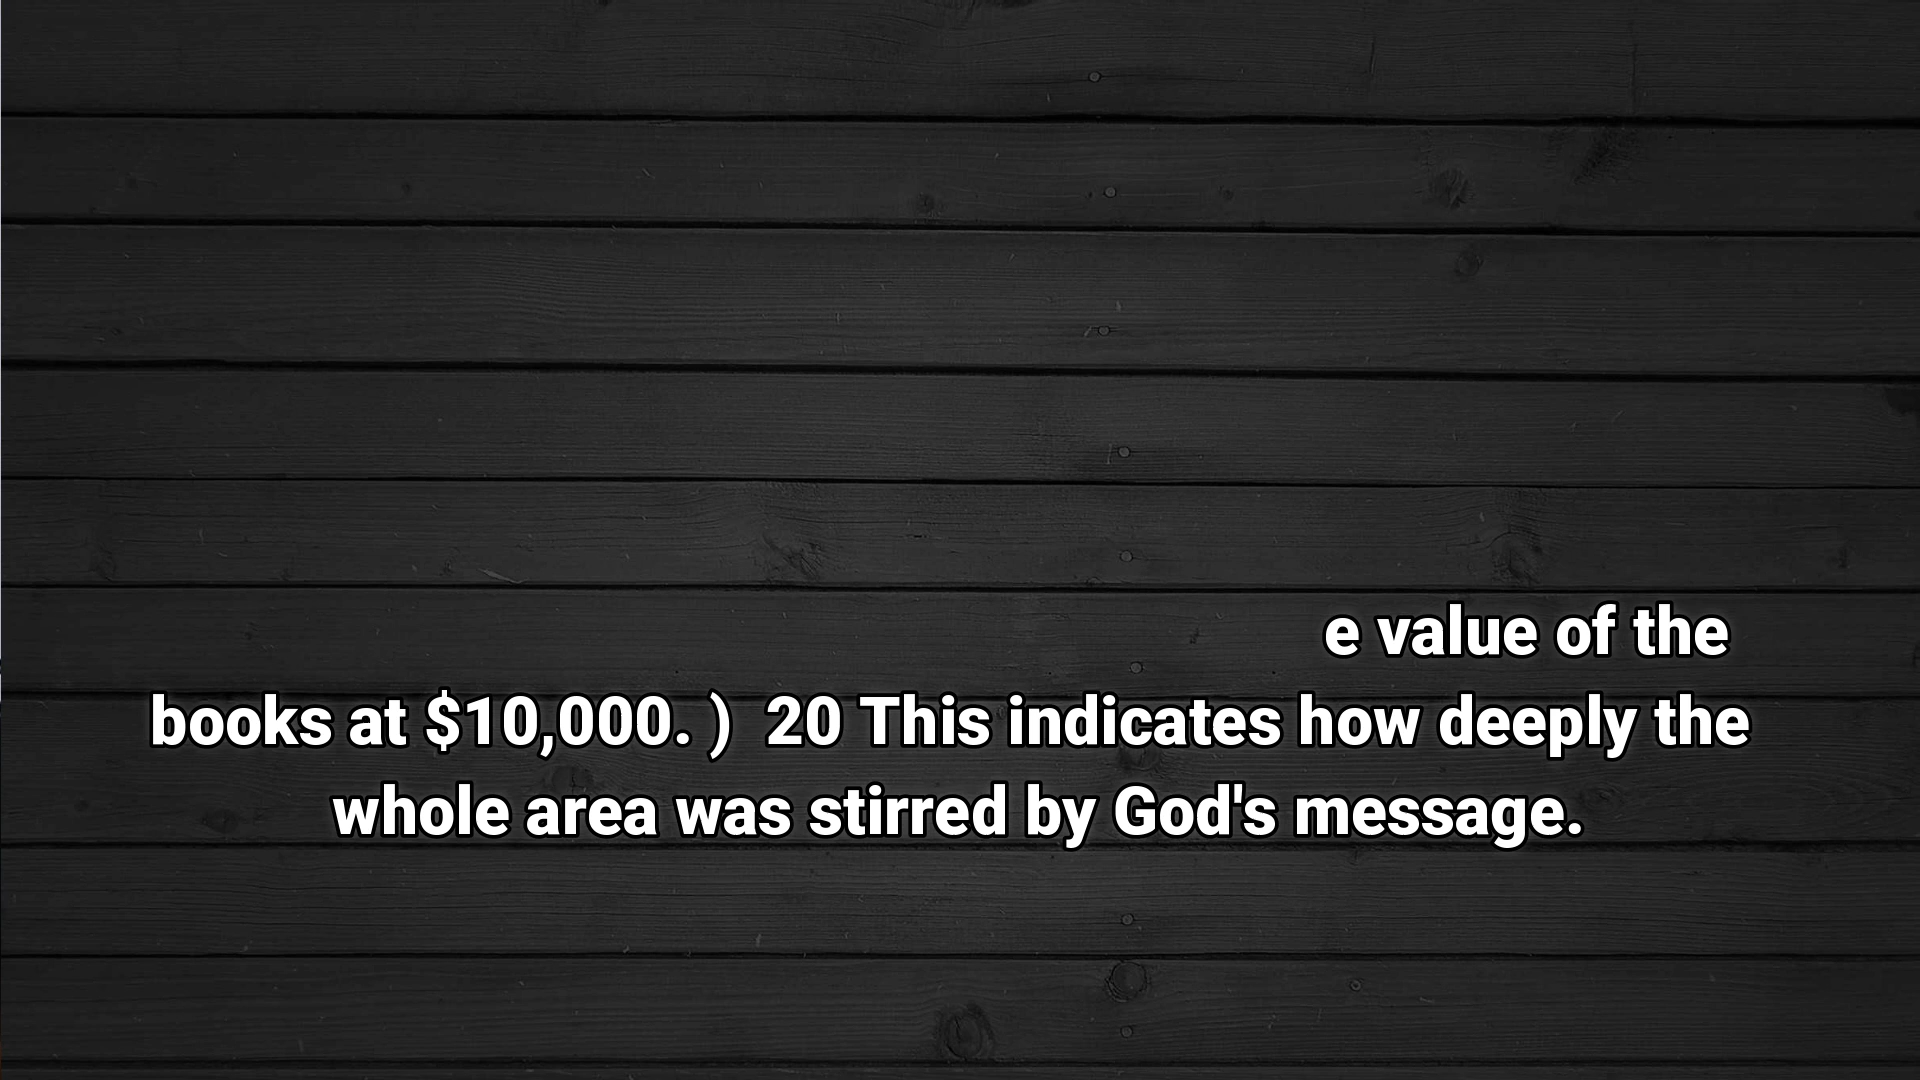 e value of the
books at $10,000. )  20 This indicates how deeply the
whole area was stirred by God's message.